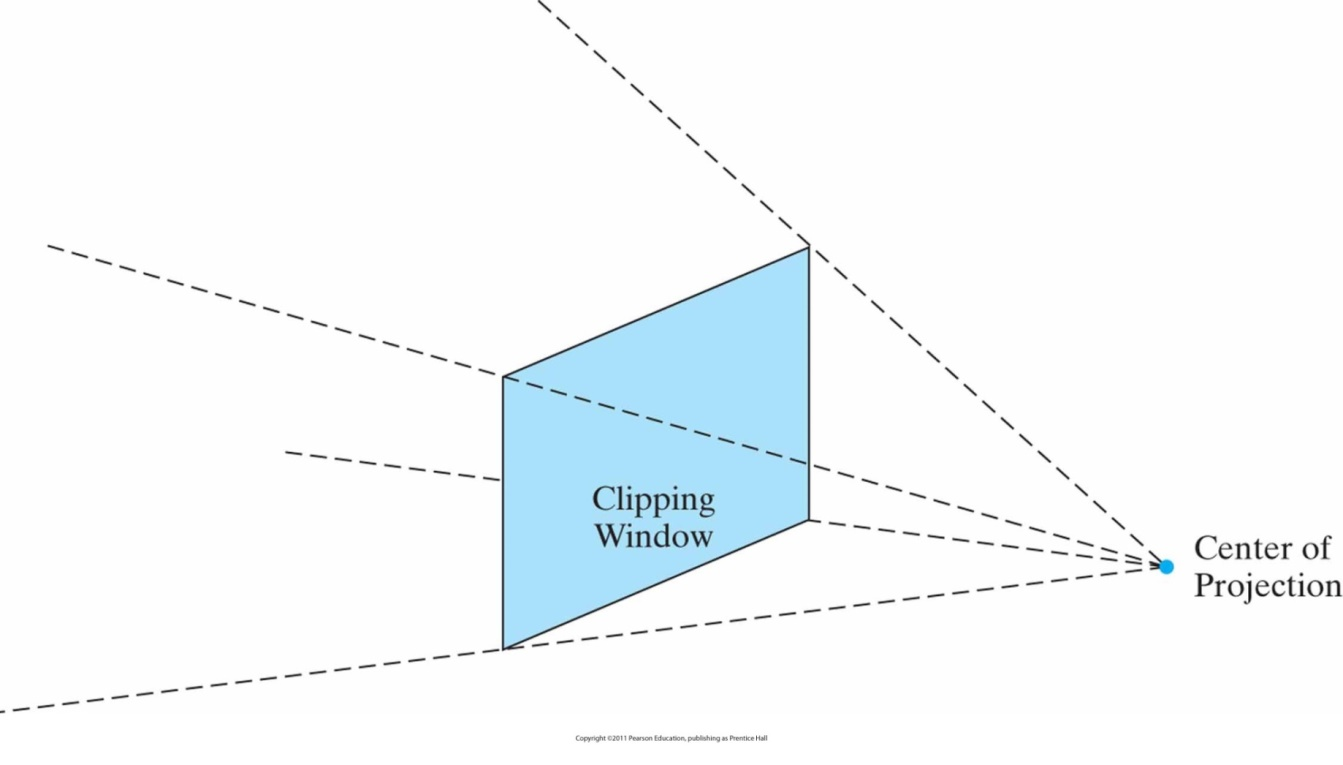 Clipping
Window
Center of
Projection
Copyright ©2011 Pearson Education, publishing as Prentice Hall